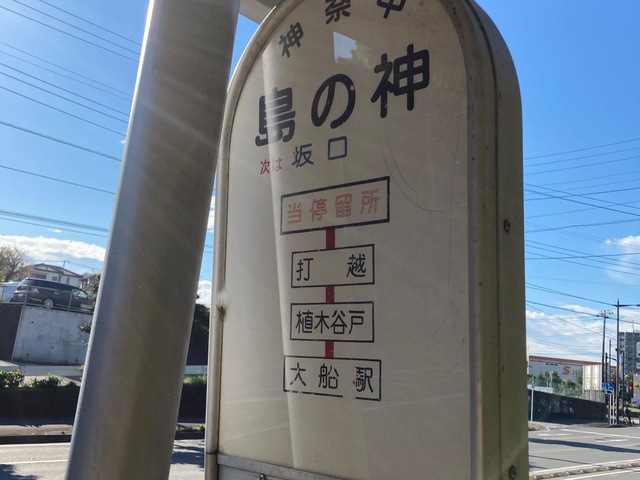 神奈中
島の神
次は 坂口
当停留所
打越
植木谷戸
大船駅